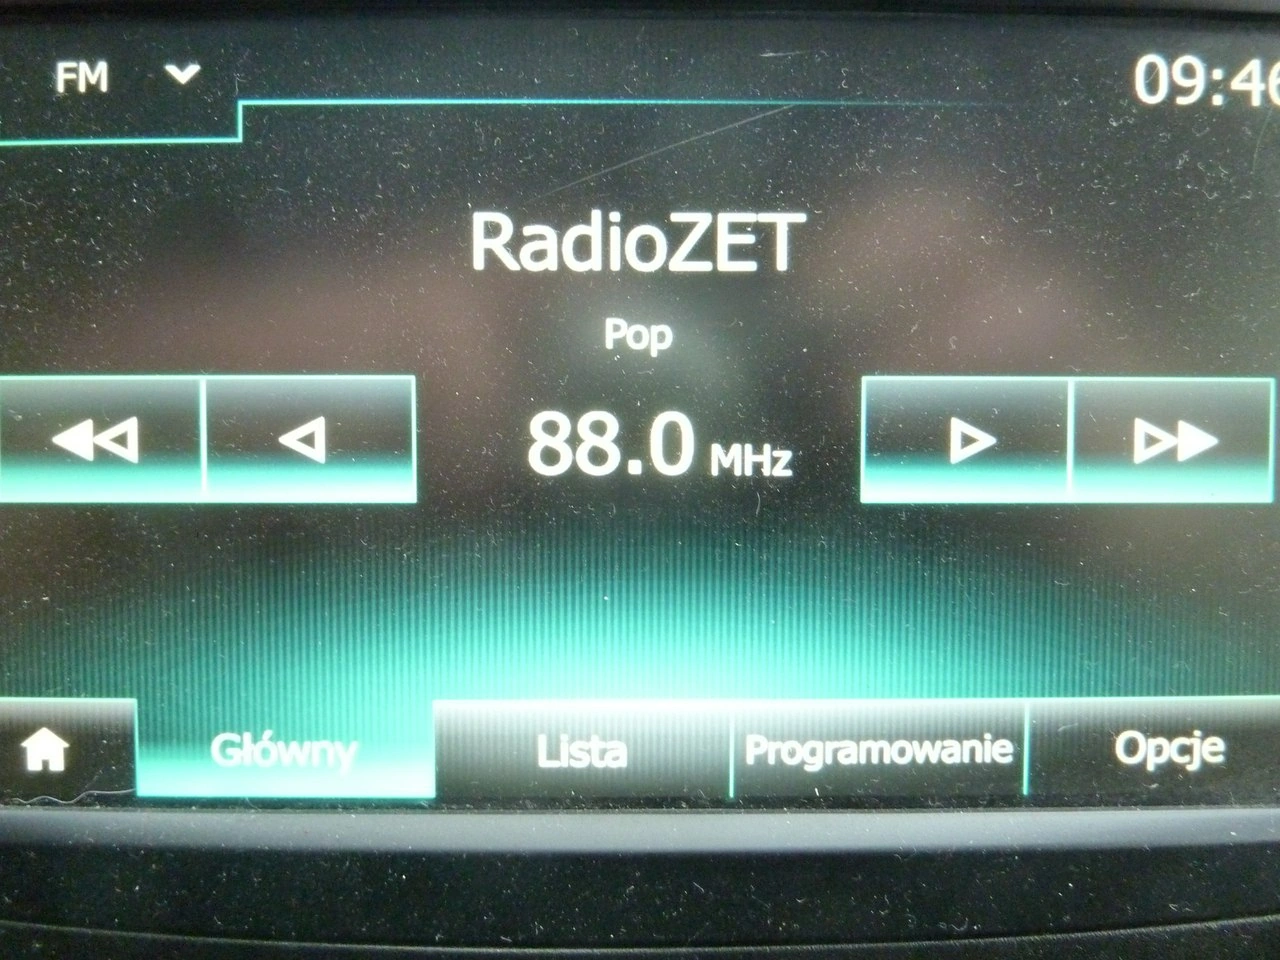 FM
09:46
RadioZET
Pop
88.0 MHz
Główny
Lista
Programowanie
Opcje